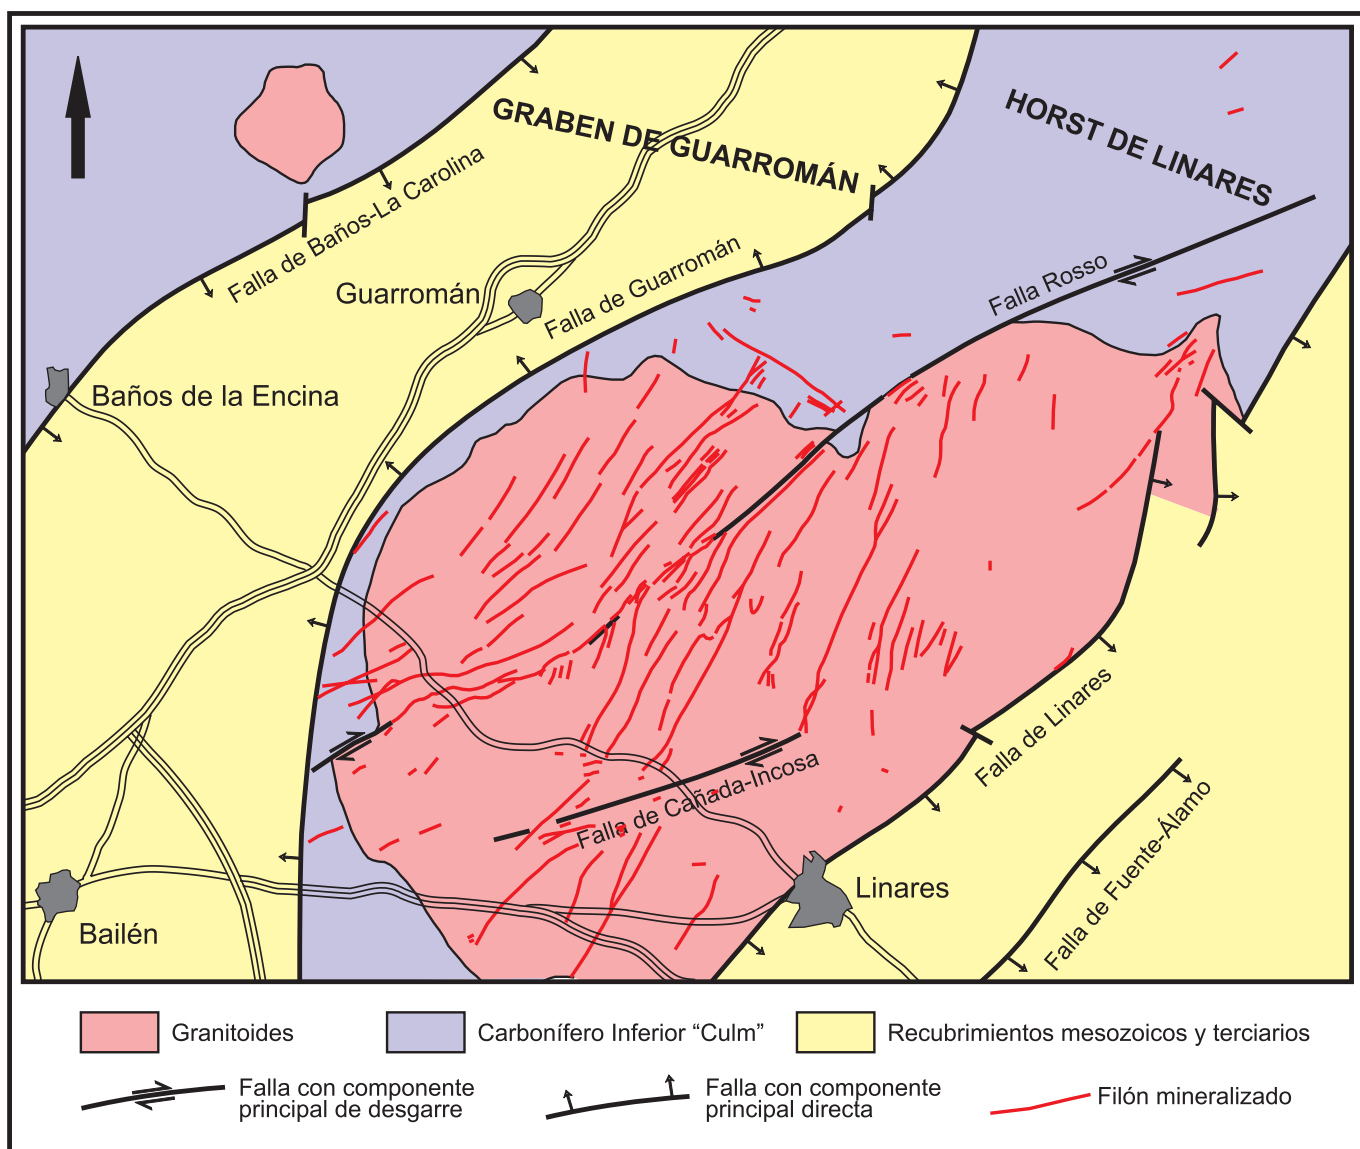 GRABEN DE GUARROMÁN
HORST DE LINARES
Falla de Baños-La Carolina
Falla de Guarromán
Falla Rosso
Guarromán
Baños de la Encina
Falla de Linares
Falla de Cañada-Incosa
Falla de Fuente-Álamo
Linares
Bailén
Granitoides
Carbonífero Inferior “Culm”
Recubrimientos mesozoicos y terciarios
Falla con componente
principal de desgarre
Falla con componente
principal directa
Filón mineralizado